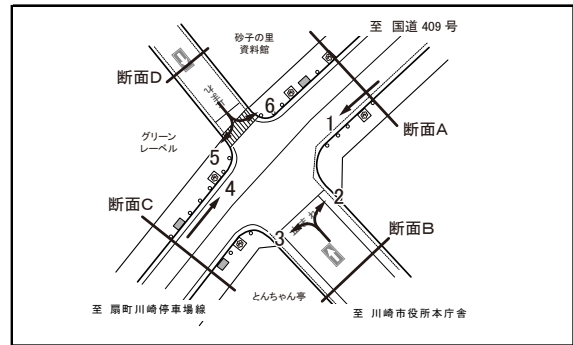 砂子の里
資料館
至 国道 409 号
断面D
断面A
1
6
グリーン
レーベル
5
4
2
断面C
断面B
3
とんちゃん亭
至 扇町川崎停車場線
至 川崎市役所本庁舎